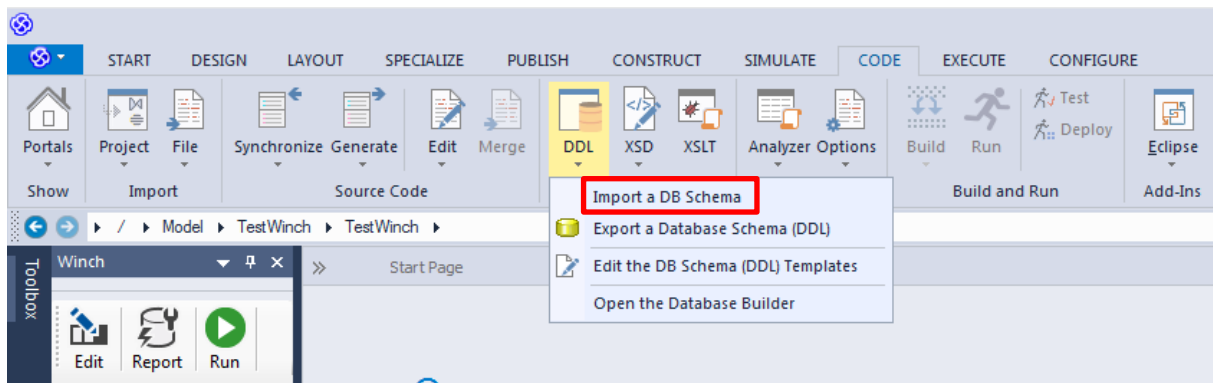 START DESIGN LAYOUT SPECIALIZE PUBLISH CONSTRUCT SIMULATE CODE EXECUTE CONFIGURE
Portals Project File Synchronize Generate Edit Merge DDL XSD XSLT Analyzer Options Build Run Test Deploy Eclipse
Show Import Source Code Build and Run Add-Ins
Import a DB Schema
Export a Database Schema (DDL)
Edit the DB Schema (DDL) Templates
Open the Database Builder
/ Model TestWinch TestWinch
Toolbox
Winch
Start Page
Edit Report Run